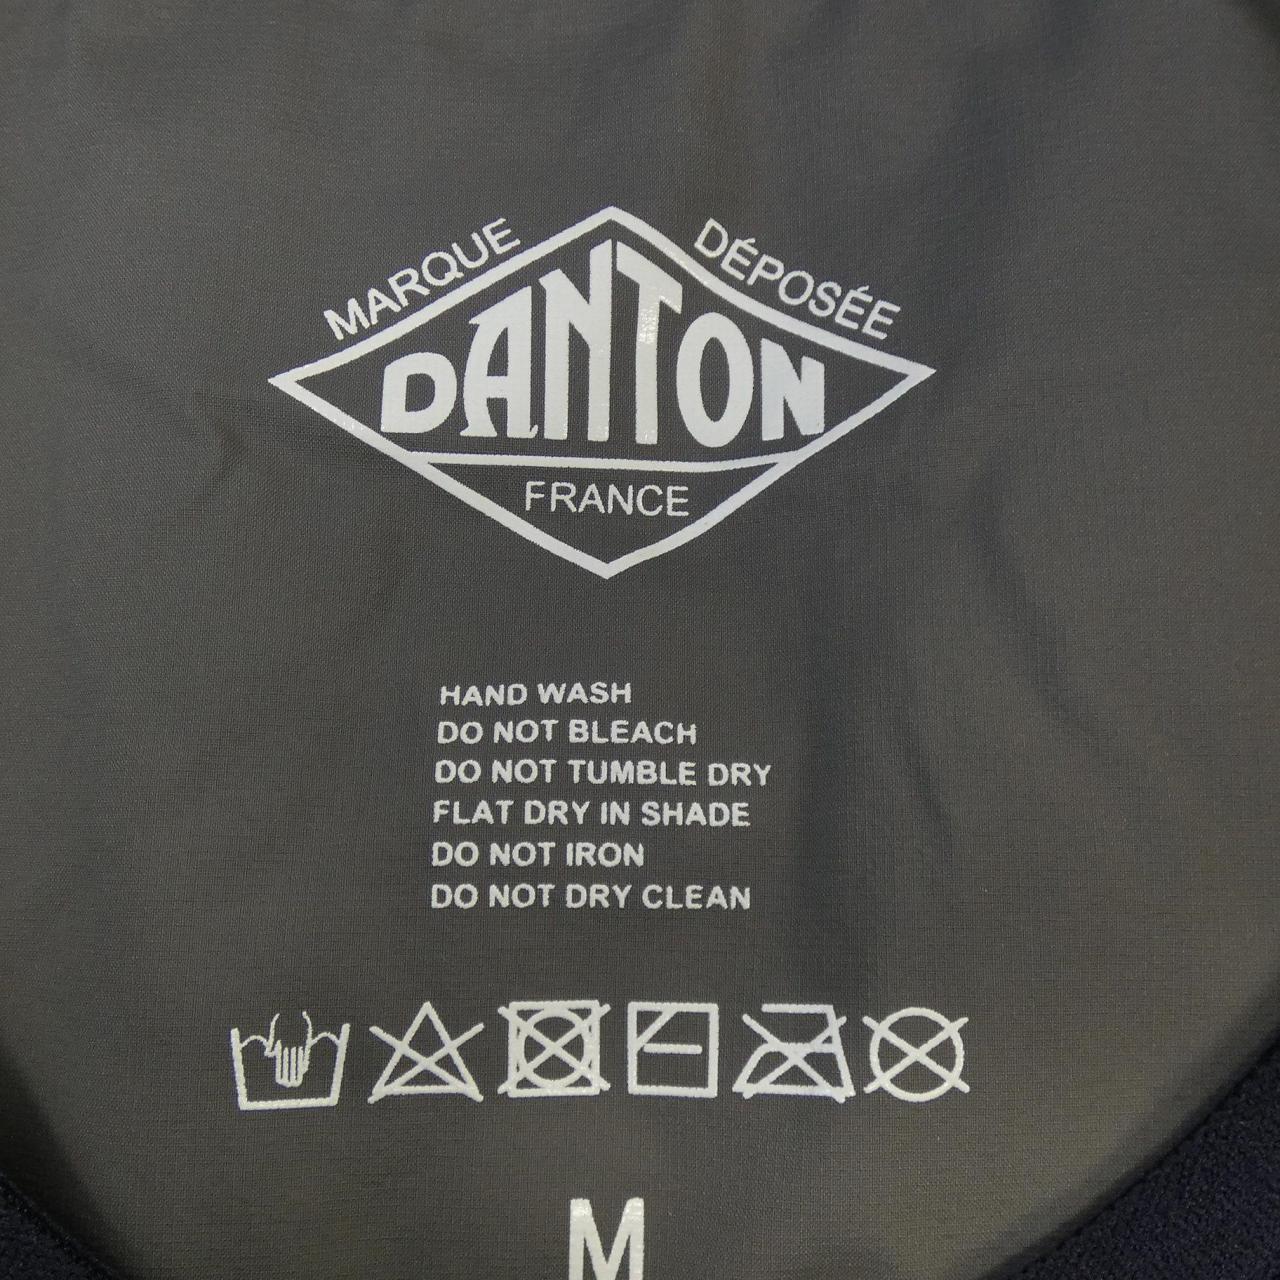 MARQUE DÉPOSÉE
DANTON
FRANCE
HAND WASH
DO NOT BLEACH
DO NOT TUMBLE DRY
FLAT DRY IN SHADE
DO NOT IRON
DO NOT DRY CLEAN
M